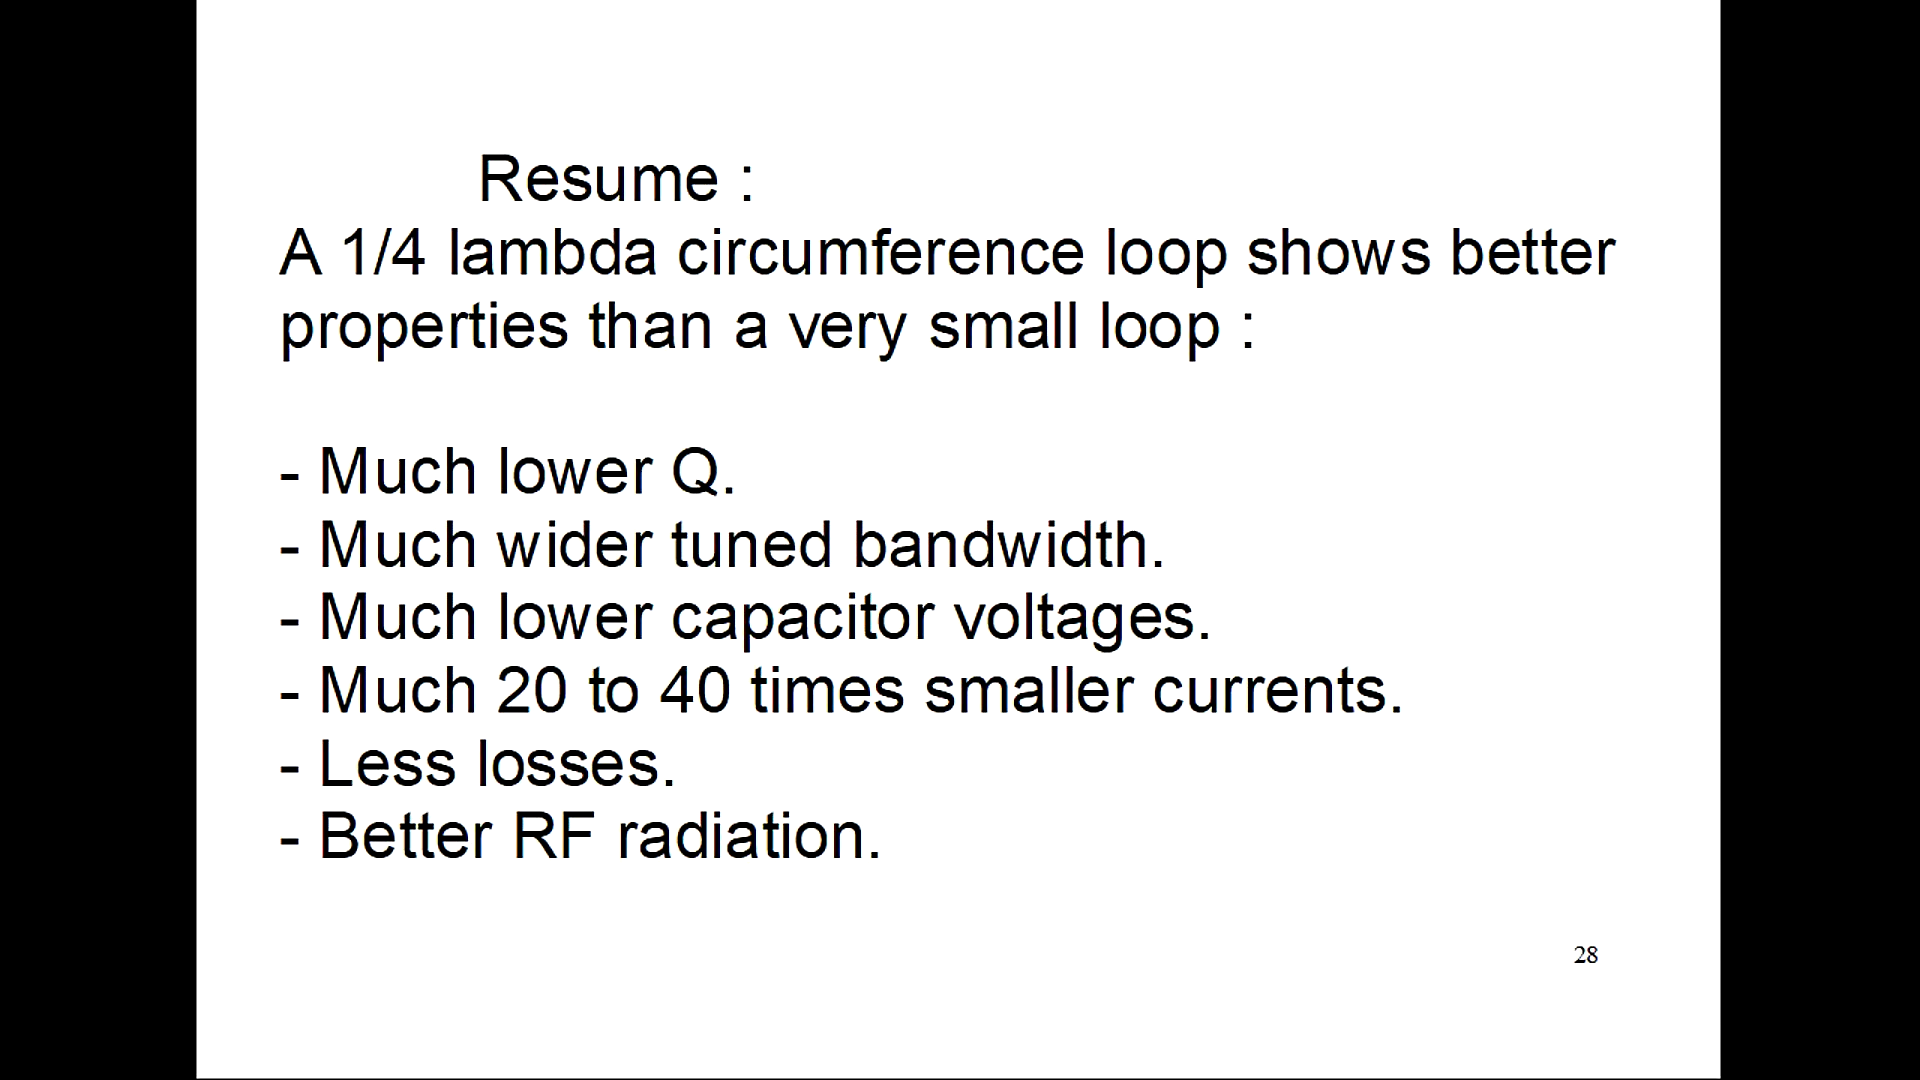 Resume :
A 1/4 lambda circumference loop shows better
properties than a very small loop :
- Much lower Q.
- Much wider tuned bandwidth.
- Much lower capacitor voltages.
- Much 20 to 40 times smaller currents.
- Less losses.
- Better RF radiation.
28